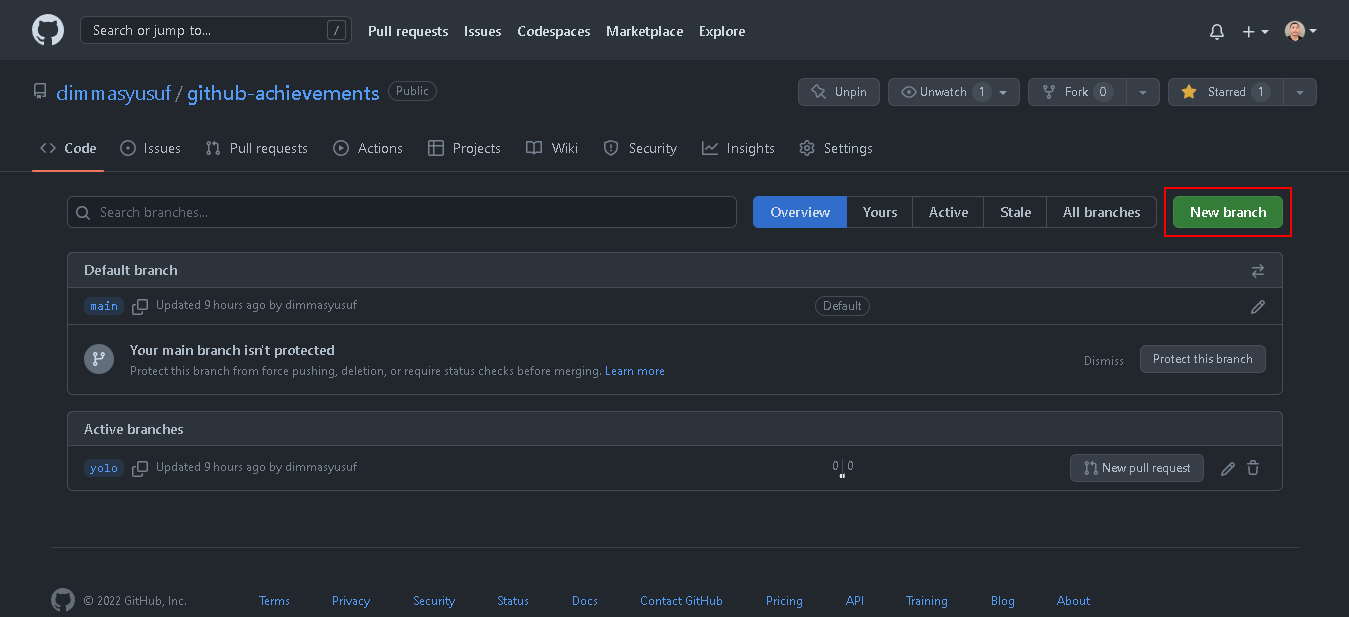 Search or jump to... / Pull requests Issues Codespaces Marketplace Explore
dimmasyusuf / github-achievements Public Unpin Unwatch 1 Fork 0 Starred 1
Code Issues Pull requests Actions Projects Wiki Security Insights Settings
Search branches... Overview Yours Active Stale All branches New branch
Default branch
main Updated 9 hours ago by dimmasyusuf Default
Your main branch isn't protected
Protect this branch from force pushing, deletion, or require status checks before merging. Learn more
Dismiss Protect this branch
Active branches
yolo Updated 9 hours ago by dimmasyusuf 0 | 0 New pull request
© 2022 GitHub, Inc. Terms Privacy Security Status Docs Contact GitHub Pricing API Training Blog About